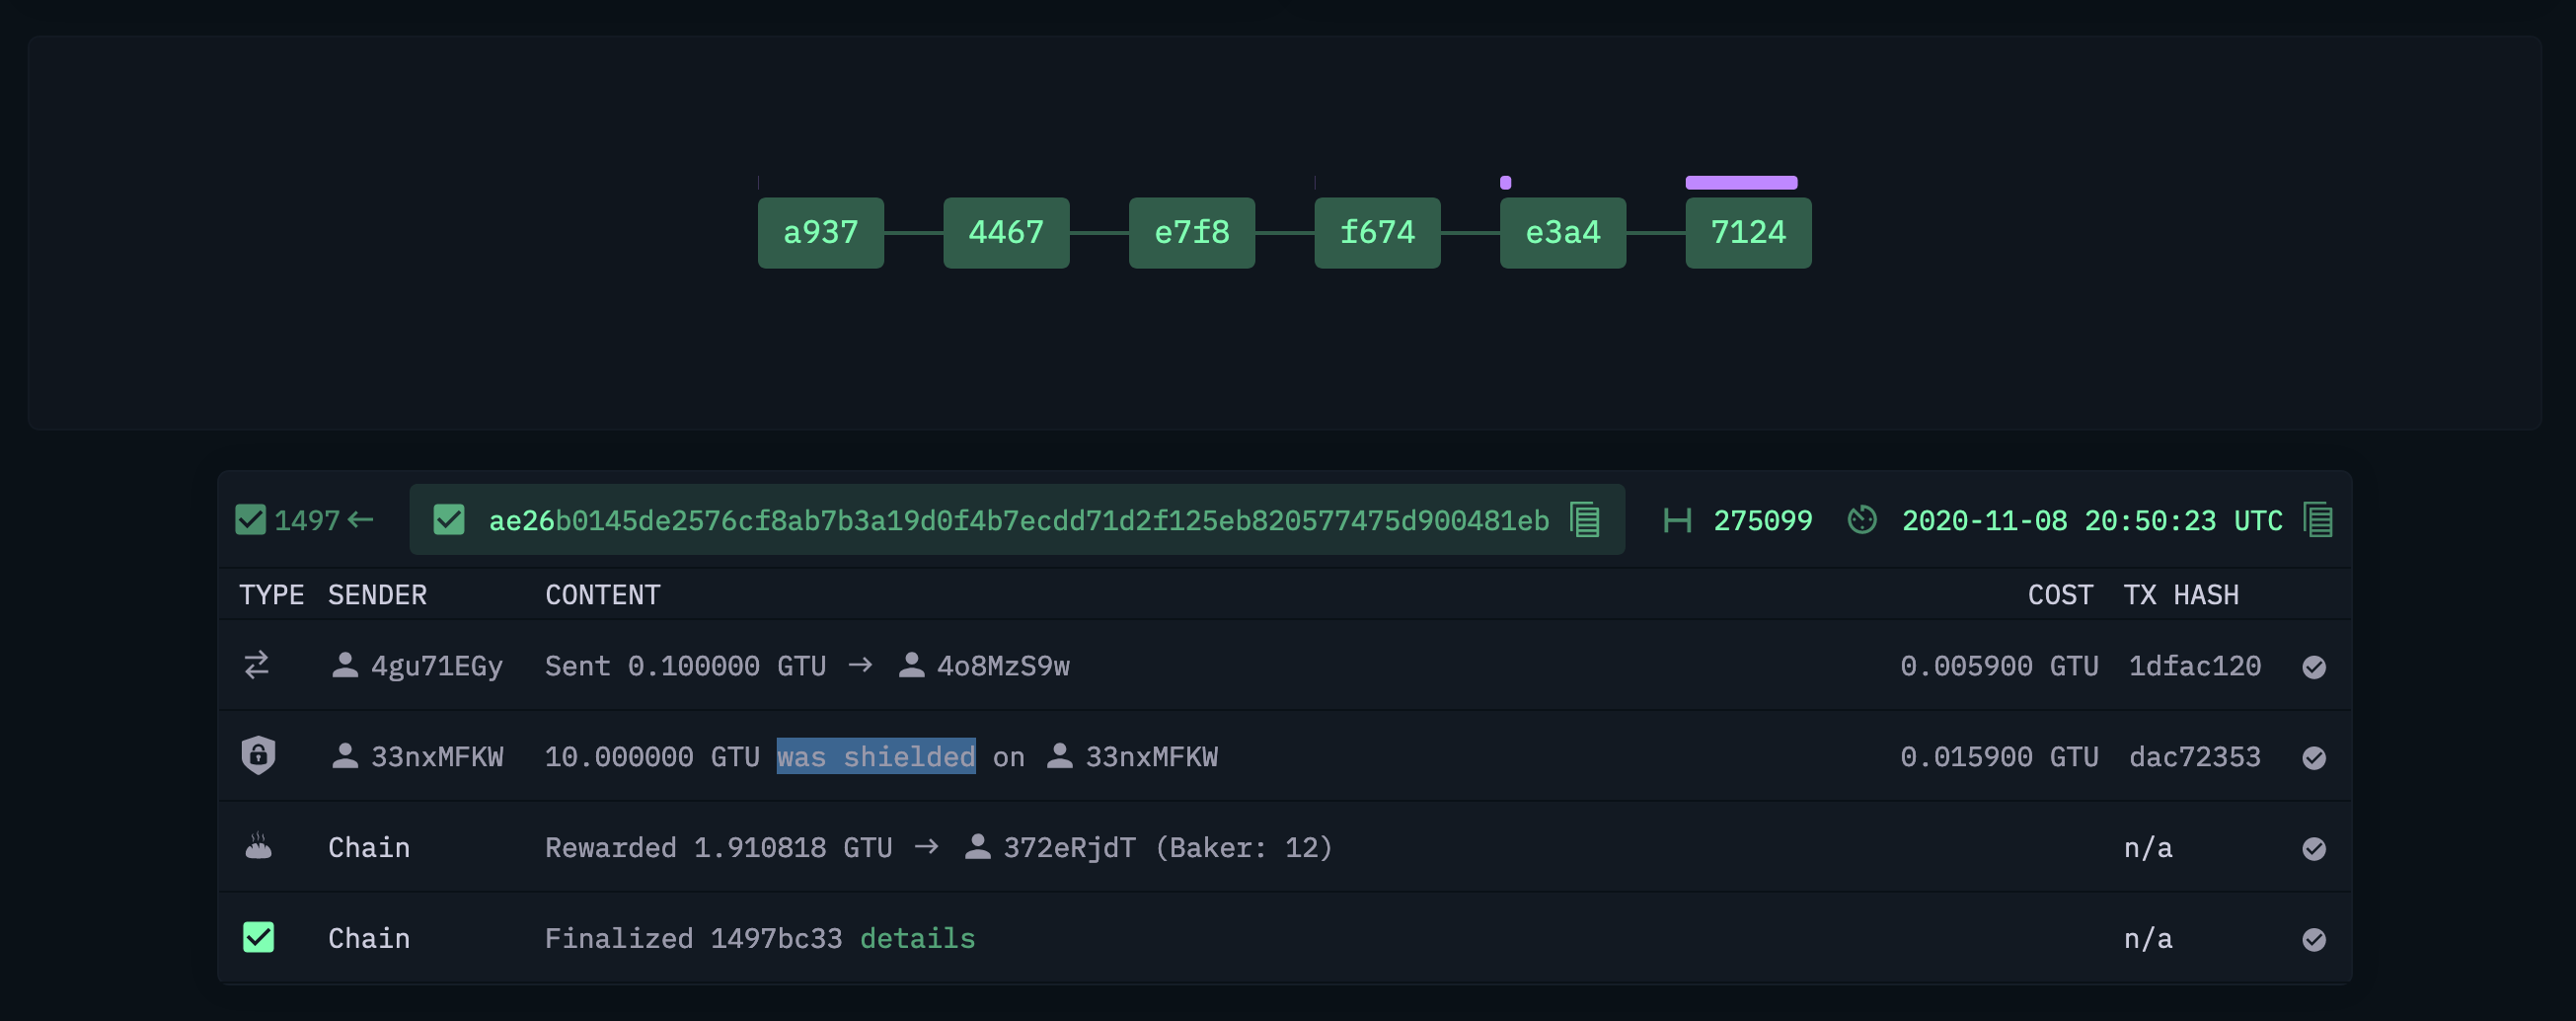 a937 4467 e7f8 f674 e3a4 7124
1497 ← ae26b0145de2576cf8ab7b3a19d0f4b7ecdd71d2f125eb820577475d900481eb 275099 2020-11-08 20:50:23 UTC
TYPE SENDER CONTENT COST TX HASH
4gu71EGy Sent 0.100000 GTU → 4o8MzS9w 0.005900 GTU 1dfac120
33nxMFKW 10.000000 GTU was shielded on 33nxMFKW 0.015900 GTU dac72353
Chain Rewarded 1.910818 GTU → 372eRjdT (Baker: 12) n/a
Chain Finalized 1497bc33 details n/a